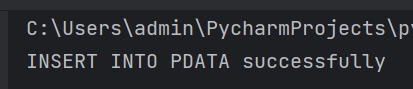 C:\Users\admin\PycharmProjects\p
INSERT INTO PDATA successfully